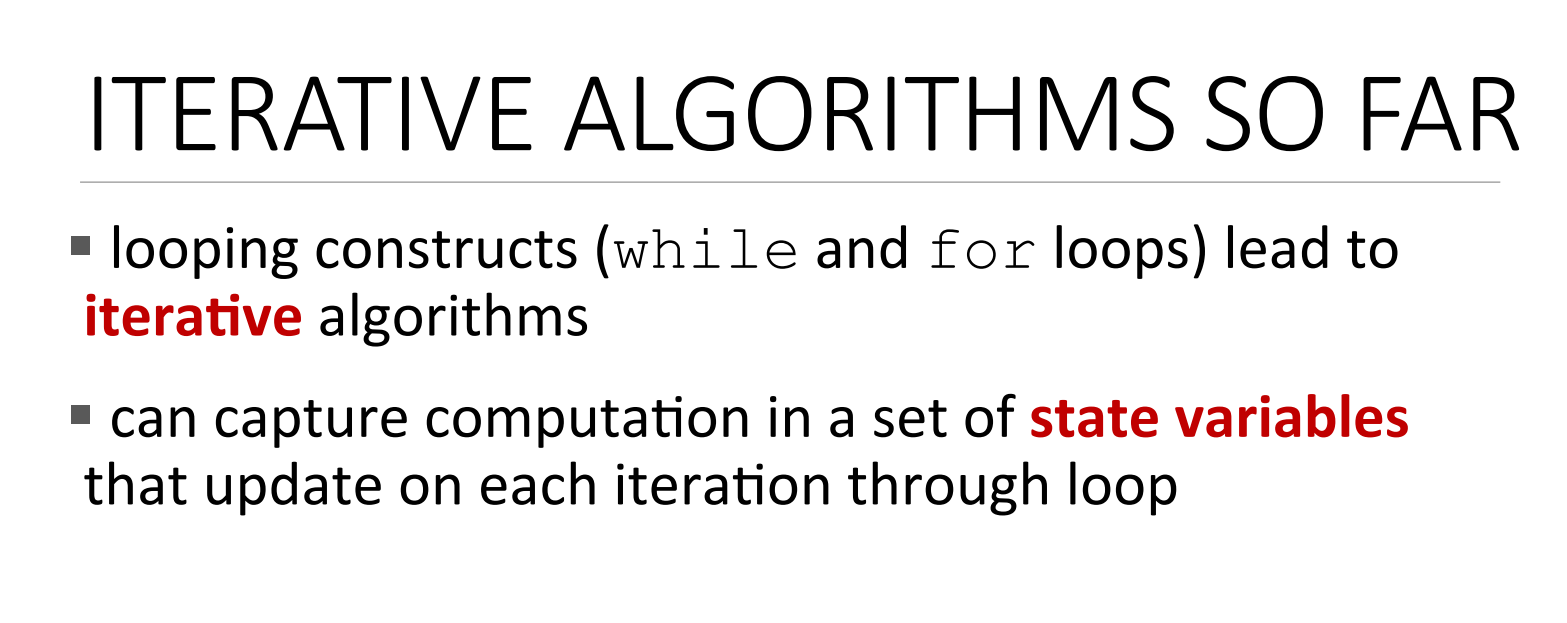 ITERATIVE ALGORITHMS SO FAR
▪ looping constructs (while and for loops) lead to
iterative algorithms
▪ can capture computation in a set of state variables
that update on each iteration through loop